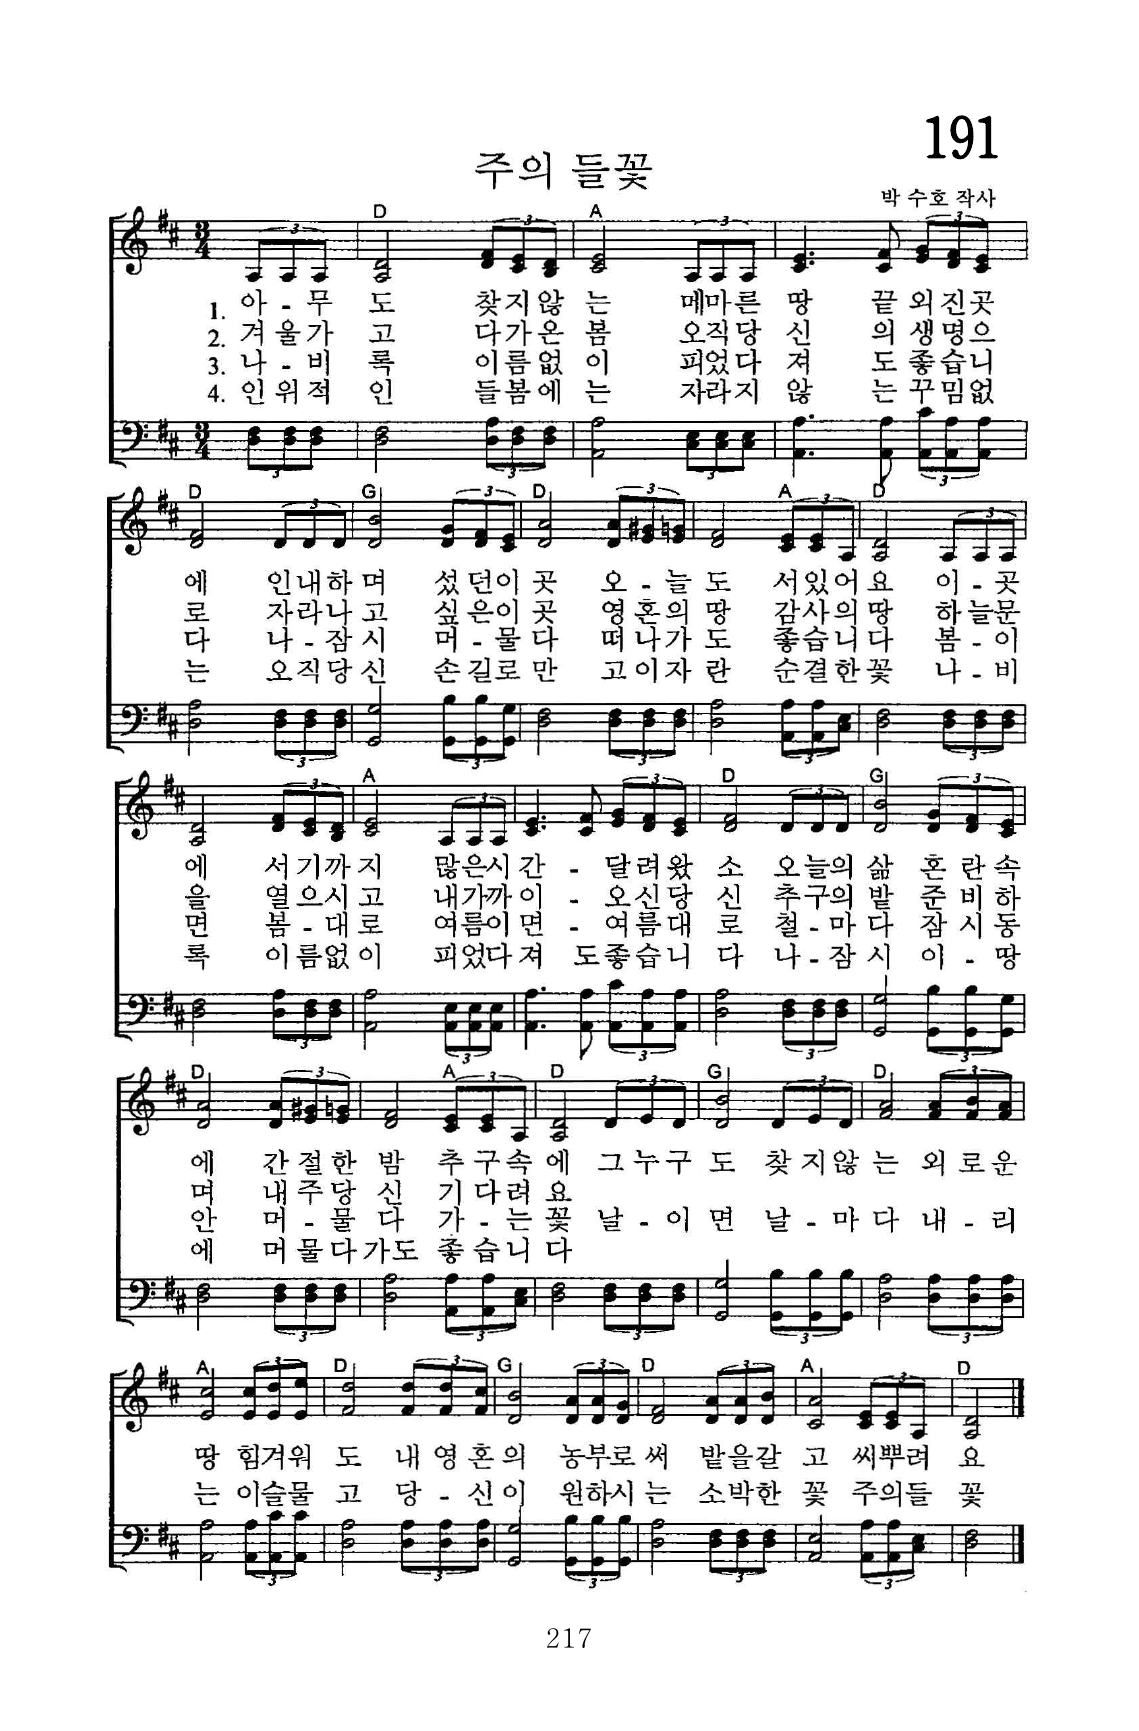 191
주의 들꽃
박 수호 작사
D A
1. 아 - 무 도 찾지않 는 메마른 땅 끝 외진곳
2. 겨울가 고 다가온 봄 오직당 신 의 생명으
3. 나 - 비 록 이름없 이 피었다 져 도 좋습니
4. 인위적 인 들봄에 는 자라지 않 는 꾸밈없
D G D A D
에 인내하 며 섰던이 곳 오 - 늘 도 서있어 요 이 - 곳
로 자라나 고 싶은이 곳 영혼의 땅 감사의 땅 하늘문
다 나 - 잠 시 머 - 물 다 떠나가 도 좋습니 다 봄 - 이
는 오직당 신 손길로 만 고이자 란 순결한 꽃 나 - 비
A D G
에 서기까 지 많은시 간 - 달려왔 소 오늘의 삶 혼란속
을 열으시 고 내가까 이 - 오신당 신 추구의 밭 준비하
면 봄 - 대 로 여름이 면 - 여름대 로 철 - 마 다 잠시동
록 이름없 이 피었다 져 도좋습니 다 나 - 잠 시 이 - 땅
D A D G D
에 간절한 밤 추구속 에 그누구 도 찾지않 는 외로운
며 내주당 신 기다려 요
안 머 - 물 다 가 - 는 꽃 날 - 이 면 날 - 마 다 내 - 리
에 머물다 가도 좋습니 다
A D G D A D
땅 힘겨워 도 내영혼 의 농부로 써 밭을갈 고 씨뿌려 요
는 이슬물 고 당 - 신 이 원하시 는 소박한 꽃 주의들 꽃
217